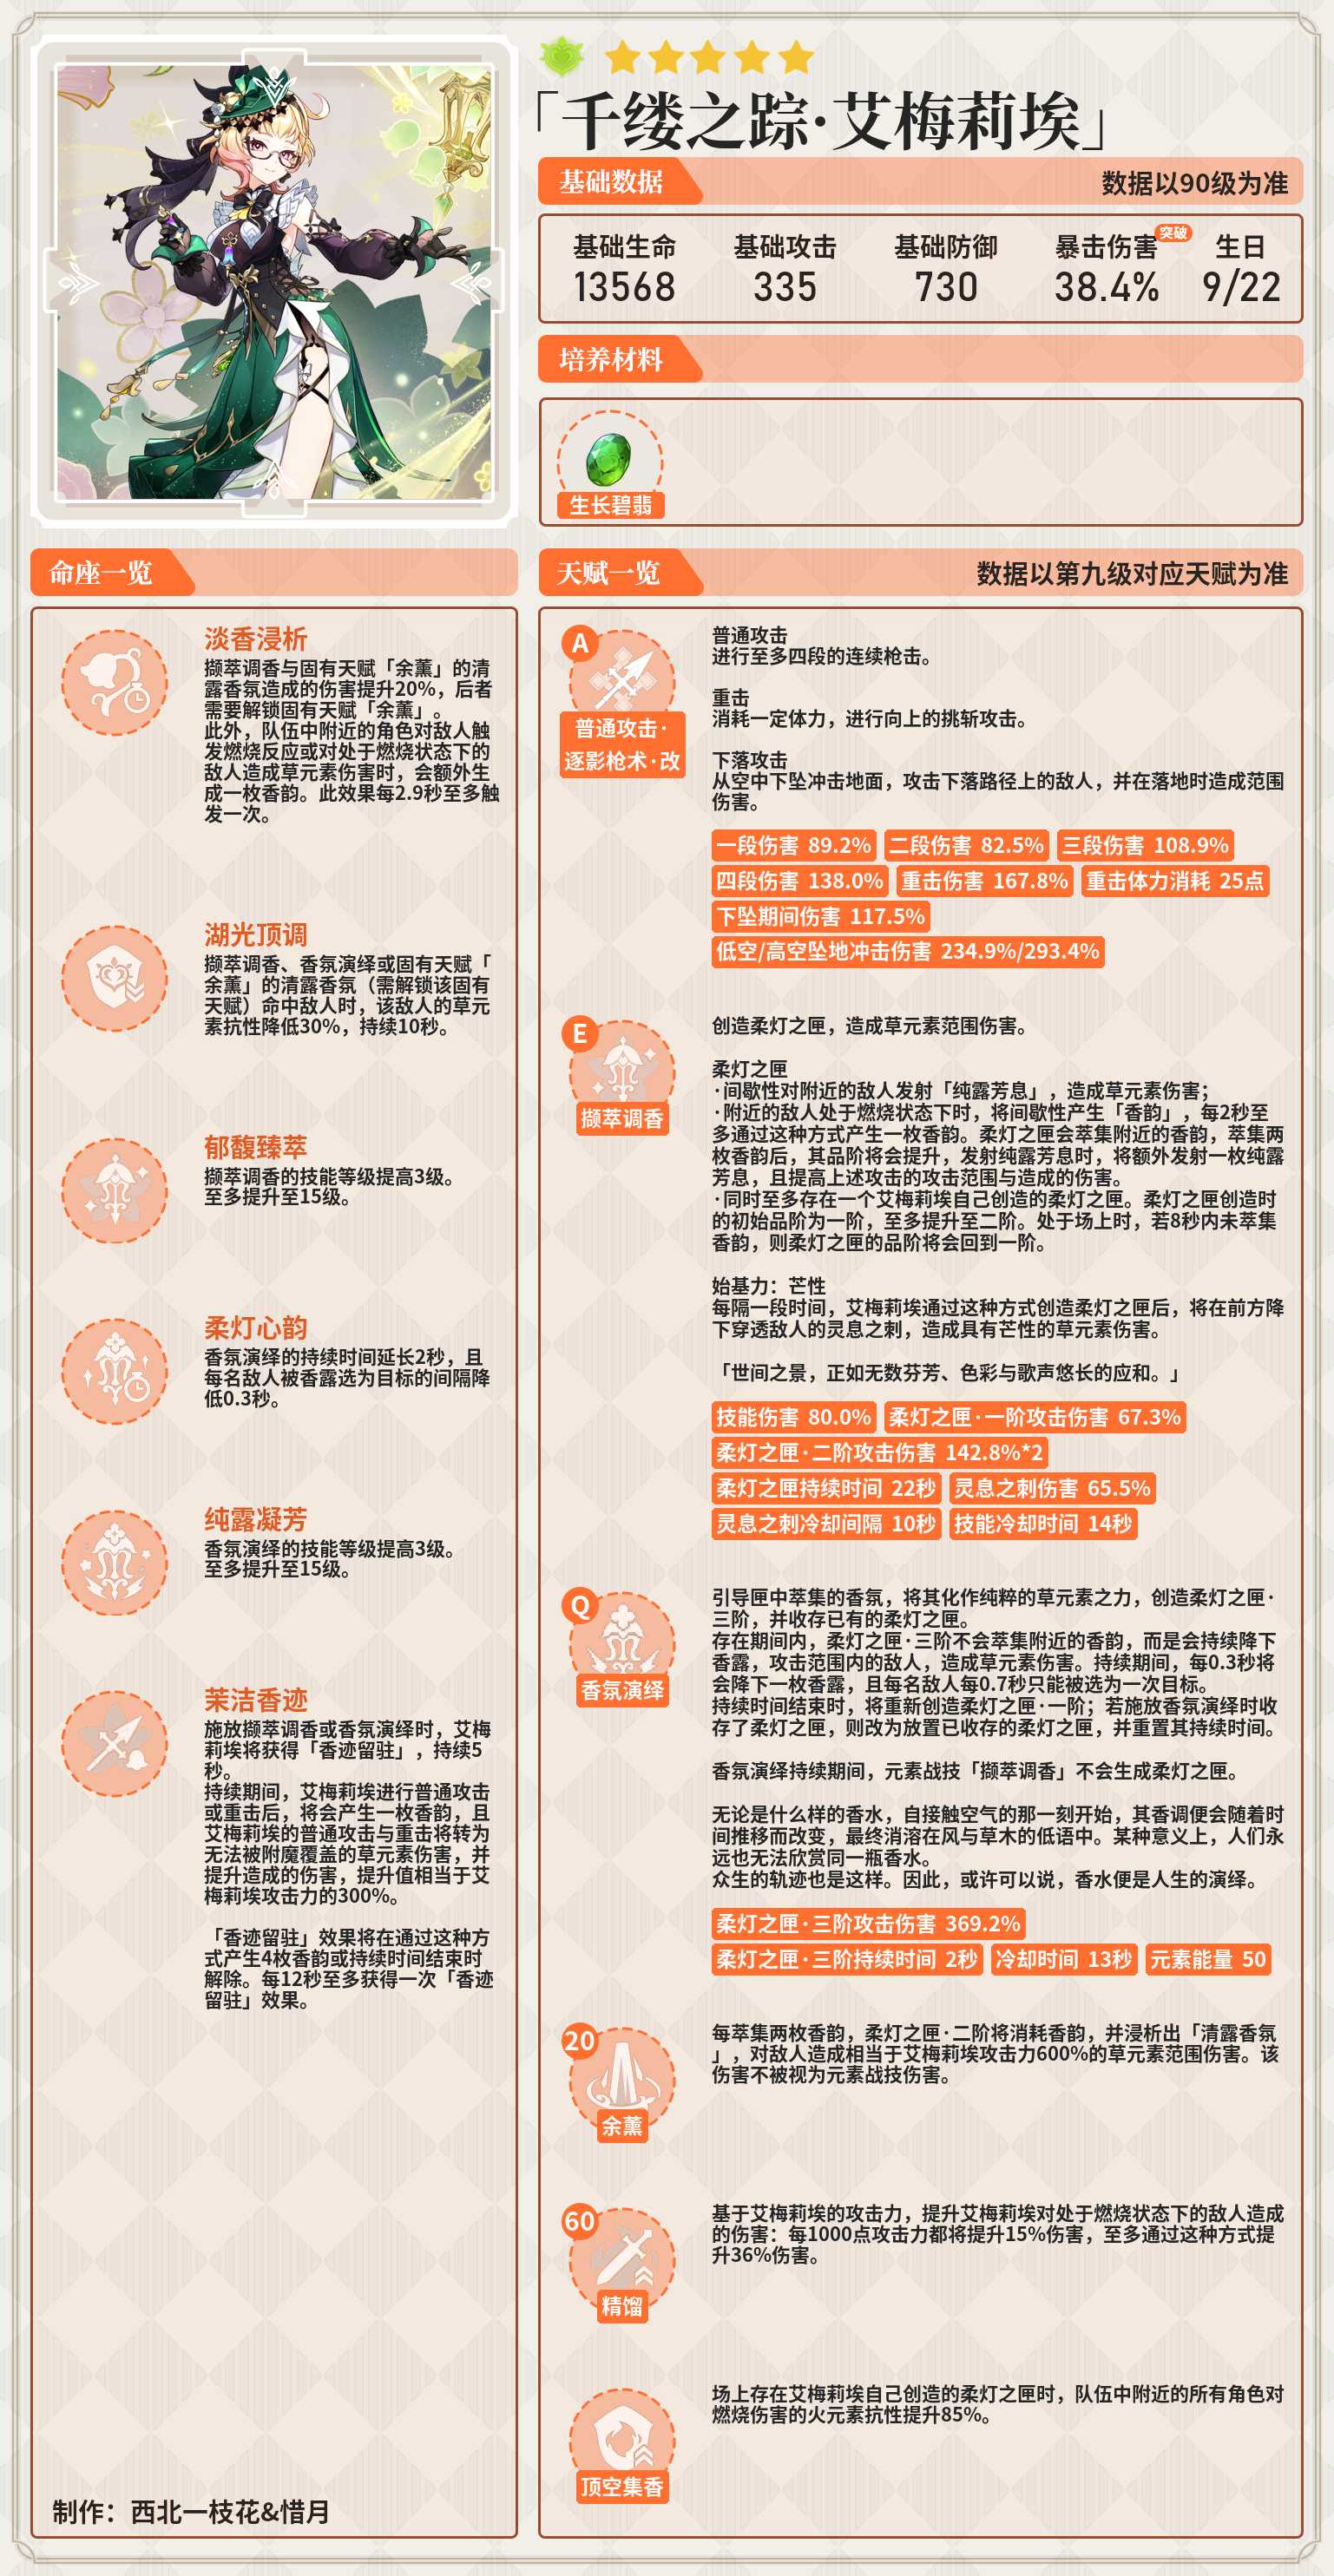 「千缕之踪·艾梅莉埃」
基础数据
数据以90级为准
基础生命
基础攻击
基础防御
暴击伤害
突破
生日
13568
335
730
38.4%
9/22
培养材料
生长碧翡
命座一览
淡香浸析
撷萃调香与固有天赋「余薰」的清
露香氛造成的伤害提升20%，后者
需要解锁固有天赋「余薰」。
此外，队伍中附近的角色对敌人触
发燃烧反应或对处于燃烧状态下的
敌人造成草元素伤害时，会额外生
成一枚香韵。此效果每2.9秒至多触
发一次。
湖光顶调
撷萃调香、香氛演绎或固有天赋「
余薰」的清露香氛（需解锁该固有
天赋）命中敌人时，该敌人的草元
素抗性降低30%，持续10秒。
郁馥臻萃
撷萃调香的技能等级提高3级。
至多提升至15级。
柔灯心韵
香氛演绎的持续时间延长2秒，且
每名敌人被香露选为目标的间隔降
低0.3秒。
纯露凝芳
香氛演绎的技能等级提高3级。
至多提升至15级。
茉洁香迹
施放撷萃调香或香氛演绎时，艾梅
莉埃将获得「香迹留驻」，持续5
秒。
持续期间，艾梅莉埃进行普通攻击
或重击后，将会产生一枚香韵，且
艾梅莉埃的普通攻击与重击将转为
无法被附魔覆盖的草元素伤害，并
提升造成的伤害，提升值相当于艾
梅莉埃攻击力的300%。
「香迹留驻」效果将在通过这种方
式产生4枚香韵或持续时间结束时
解除。每12秒至多获得一次「香迹
留驻」效果。
制作：西北一枝花&惜月
天赋一览
数据以第九级对应天赋为准
A
普通攻击·
逐影枪术·改
普通攻击
进行至多四段的连续枪击。
重击
消耗一定体力，进行向上的挑斩攻击。
下落攻击
从空中下坠冲击地面，攻击下落路径上的敌人，并在落地时造成范围
伤害。
一段伤害 89.2% 二段伤害 82.5% 三段伤害 108.9%
四段伤害 138.0% 重击伤害 167.8% 重击体力消耗 25点
下坠期间伤害 117.5%
低空/高空坠地冲击伤害 234.9%/293.4%
E
撷萃调香
创造柔灯之匣，造成草元素范围伤害。
柔灯之匣
·间歇性对附近的敌人发射「纯露芳息」，造成草元素伤害；
·附近的敌人处于燃烧状态下时，将间歇性产生「香韵」，每2秒至
多通过这种方式产生一枚香韵。柔灯之匣会萃集附近的香韵，萃集两
枚香韵后，其品阶将会提升，发射纯露芳息时，将额外发射一枚纯露
芳息，且提高上述攻击的攻击范围与造成的伤害。
·同时至多存在一个艾梅莉埃自己创造的柔灯之匣。柔灯之匣创造时
的初始品阶为一阶，至多提升至二阶。处于场上时，若8秒内未萃集
香韵，则柔灯之匣的品阶将会回到一阶。
始基力：芒性
每隔一段时间，艾梅莉埃通过这种方式创造柔灯之匣后，将在前方降
下穿透敌人的灵息之刺，造成具有芒性的草元素伤害。
「世间之景，正如无数芬芳、色彩与歌声悠长的应和。」
技能伤害 80.0% 柔灯之匣·一阶攻击伤害 67.3%
柔灯之匣·二阶攻击伤害 142.8%*2
柔灯之匣持续时间 22秒 灵息之刺伤害 65.5%
灵息之刺冷却间隔 10秒 技能冷却时间 14秒
Q
香氛演绎
引导匣中萃集的香氛，将其化作纯粹的草元素之力，创造柔灯之匣·
三阶，并收存已有的柔灯之匣。
存在期间内，柔灯之匣·三阶不会萃集附近的香韵，而是会持续降下
香露，攻击范围内的敌人，造成草元素伤害。持续期间，每0.3秒将
会降下一枚香露，且每名敌人每0.7秒只能被选为一次目标。
持续时间结束时，将重新创造柔灯之匣·一阶；若施放香氛演绎时收
存了柔灯之匣，则改为放置已收存的柔灯之匣，并重置其持续时间。
香氛演绎持续期间，元素战技「撷萃调香」不会生成柔灯之匣。
无论是什么样的香水，自接触空气的那一刻开始，其香调便会随着时
间推移而改变，最终消溶在风与草木的低语中。某种意义上，人们永
远也无法欣赏同一瓶香水。
众生的轨迹也是这样。因此，或许可以说，香水便是人生的演绎。
柔灯之匣·三阶攻击伤害 369.2%
柔灯之匣·三阶持续时间 2秒 冷却时间 13秒 元素能量 50
20
余薰
每萃集两枚香韵，柔灯之匣·二阶将消耗香韵，并浸析出「清露香氛
」，对敌人造成相当于艾梅莉埃攻击力600%的草元素范围伤害。该
伤害不被视为元素战技伤害。
60
精馏
基于艾梅莉埃的攻击力，提升艾梅莉埃对处于燃烧状态下的敌人造成
的伤害：每1000点攻击力都将提升15%伤害，至多通过这种方式提
升36%伤害。
顶空集香
场上存在艾梅莉埃自己创造的柔灯之匣时，队伍中附近的所有角色对
燃烧伤害的火元素抗性提升85%。